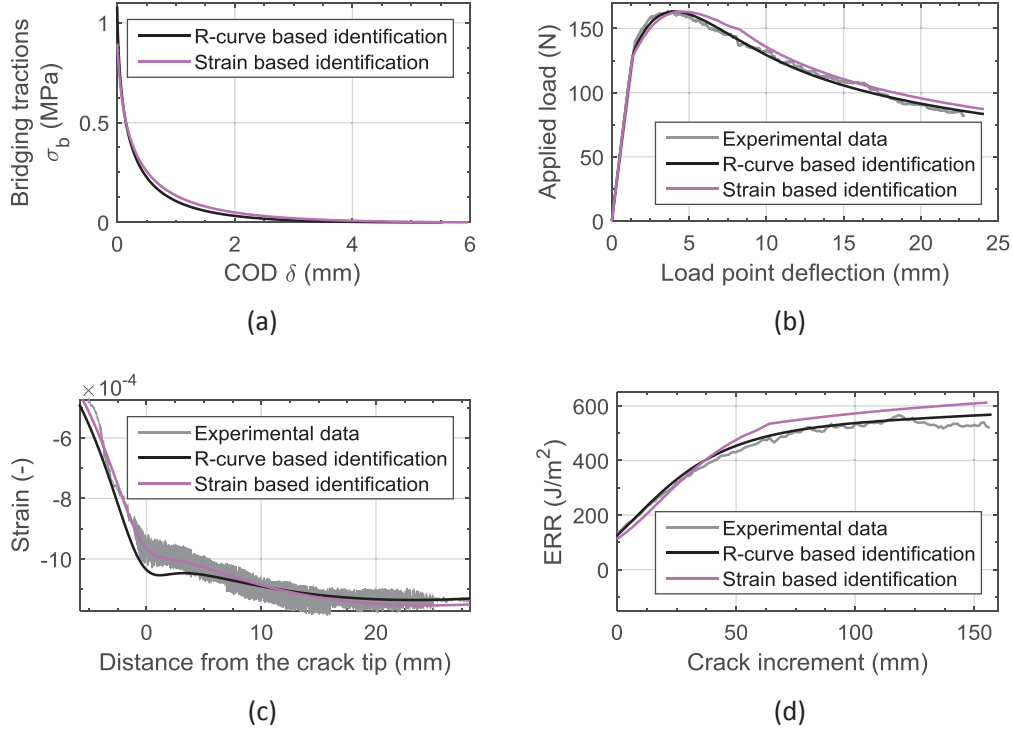 1
0.5
0
Bridging tractions
σb (MPa)
R-curve based identification
Strain based identification
0 2 4 6
COD δ (mm)
(a)
150
100
50
0
Applied load (N)
Experimental data
R-curve based identification
Strain based identification
0 5 10 15 20 25
Load point deflection (mm)
(b)
×10-4
-6
-8
-10
Strain (-)
Experimental data
R-curve based identification
Strain based identification
0 10 20
Distance from the crack tip (mm)
(c)
600
400
200
0
ERR (J/m2)
Experimental data
R-curve based identification
Strain based identification
0 50 100 150
Crack increment (mm)
(d)